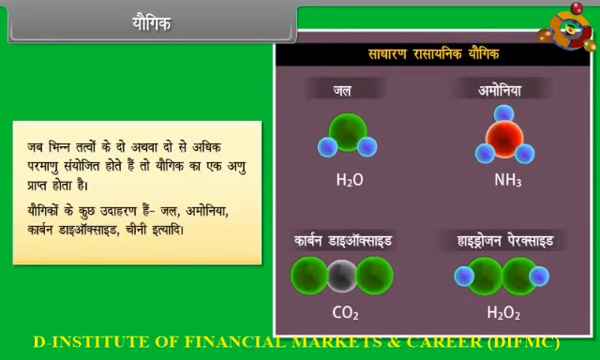 यौगिक
साधारण रासायनिक यौगिक
जब भिन्न तत्वों के दो अथवा दो से अधिक
परमाणु संयोजित होते हैं तो यौगिक का एक अणु
प्राप्त होता है।
यौगिकों के कुछ उदाहरण हैं- जल, अमोनिया,
कार्बन डाइऑक्साइड, चीनी इत्यादि।
जल
अमोनिया
H₂O
NH₃
कार्बन डाइऑक्साइड
हाइड्रोजन पेरक्साइड
CO₂
H₂O₂
D-INSTITUTE OF FINANCIAL MARKETS & CAREER (DIFMC)